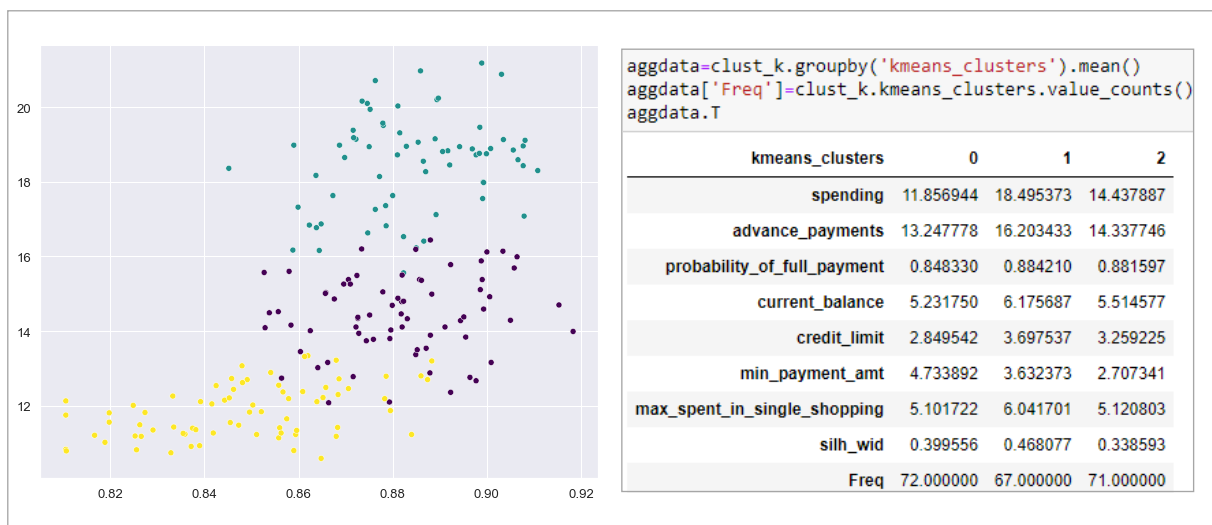 20
18
16
14
12
0.82 0.84 0.86 0.88 0.90 0.92
aggdata=clust_k.groupby('kmeans_clusters').mean()
aggdata['Freq']=clust_k.kmeans_clusters.value_counts()
aggdata.T
kmeans_clusters 0 1 2
spending 11.856944 18.495373 14.437887
advance_payments 13.247778 16.203433 14.337746
probability_of_full_payment 0.848330 0.884210 0.881597
current_balance 5.231750 6.175687 5.514577
credit_limit 2.849542 3.697537 3.259225
min_payment_amt 4.733892 3.632373 2.707341
max_spent_in_single_shopping 5.101722 6.041701 5.120803
silh_wid 0.399556 0.468077 0.338593
Freq 72.000000 67.000000 71.000000